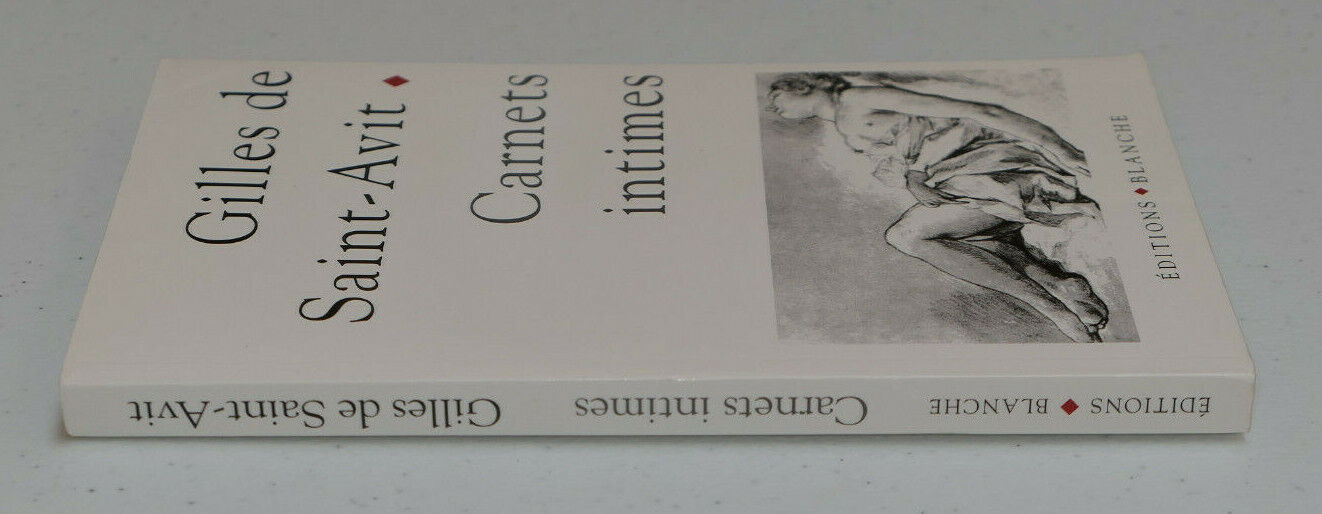 Gilles de
Saint-Avit ♦
Carnets
intimes
ÉDITIONS ♦ BLANCHE
Gilles de Saint-Avit Carnets intimes ÉDITIONS ♦ BLANCHE